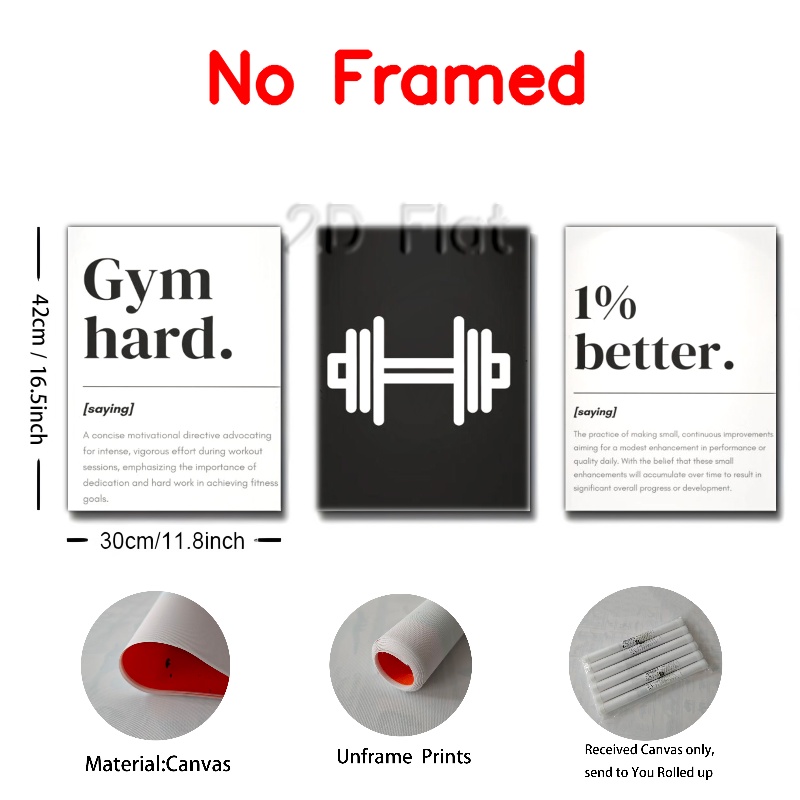 No Framed
2D Flat
Gym
hard.
[saying]
A concise motivational directive advocating
for intense, vigorous effort during workout
sessions, emphasizing the importance of
dedication and hard work in achieving fitness
goals.
1%
better.
[saying]
The practice of making small, continuous improvements
aiming for a modest enhancement in performance or
quality daily. With the belief that these small
enhancements will accumulate over time to result in
significant overall progress or development.
42cm / 16.5inch
30cm/11.8inch
Material:Canvas
Unframe Prints
Received Canvas only,
send to You Rolled up